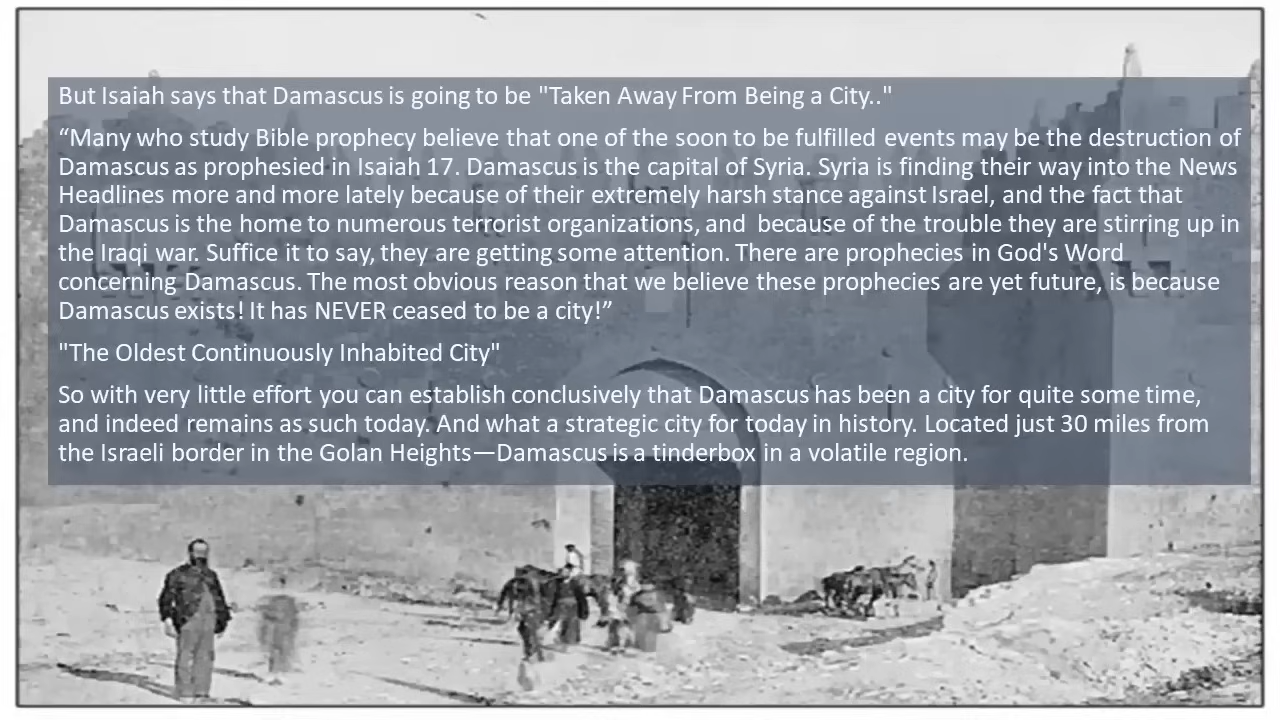 But Isaiah says that Damascus is going to be "Taken Away From Being a City.."
“Many who study Bible prophecy believe that one of the soon to be fulfilled events may be the destruction of
Damascus as prophesied in Isaiah 17. Damascus is the capital of Syria. Syria is finding their way into the News
Headlines more and more lately because of their extremely harsh stance against Israel, and the fact that
Damascus is the home to numerous terrorist organizations, and  because of the trouble they are stirring up in
the Iraqi war. Suffice it to say, they are getting some attention. There are prophecies in God's Word
concerning Damascus. The most obvious reason that we believe these prophecies are yet future, is because
Damascus exists! It has NEVER ceased to be a city!”
"The Oldest Continuously Inhabited City"
So with very little effort you can establish conclusively that Damascus has been a city for quite some time,
and indeed remains as such today. And what a strategic city for today in history. Located just 30 miles from
the Israeli border in the Golan Heights—Damascus is a tinderbox in a volatile region.